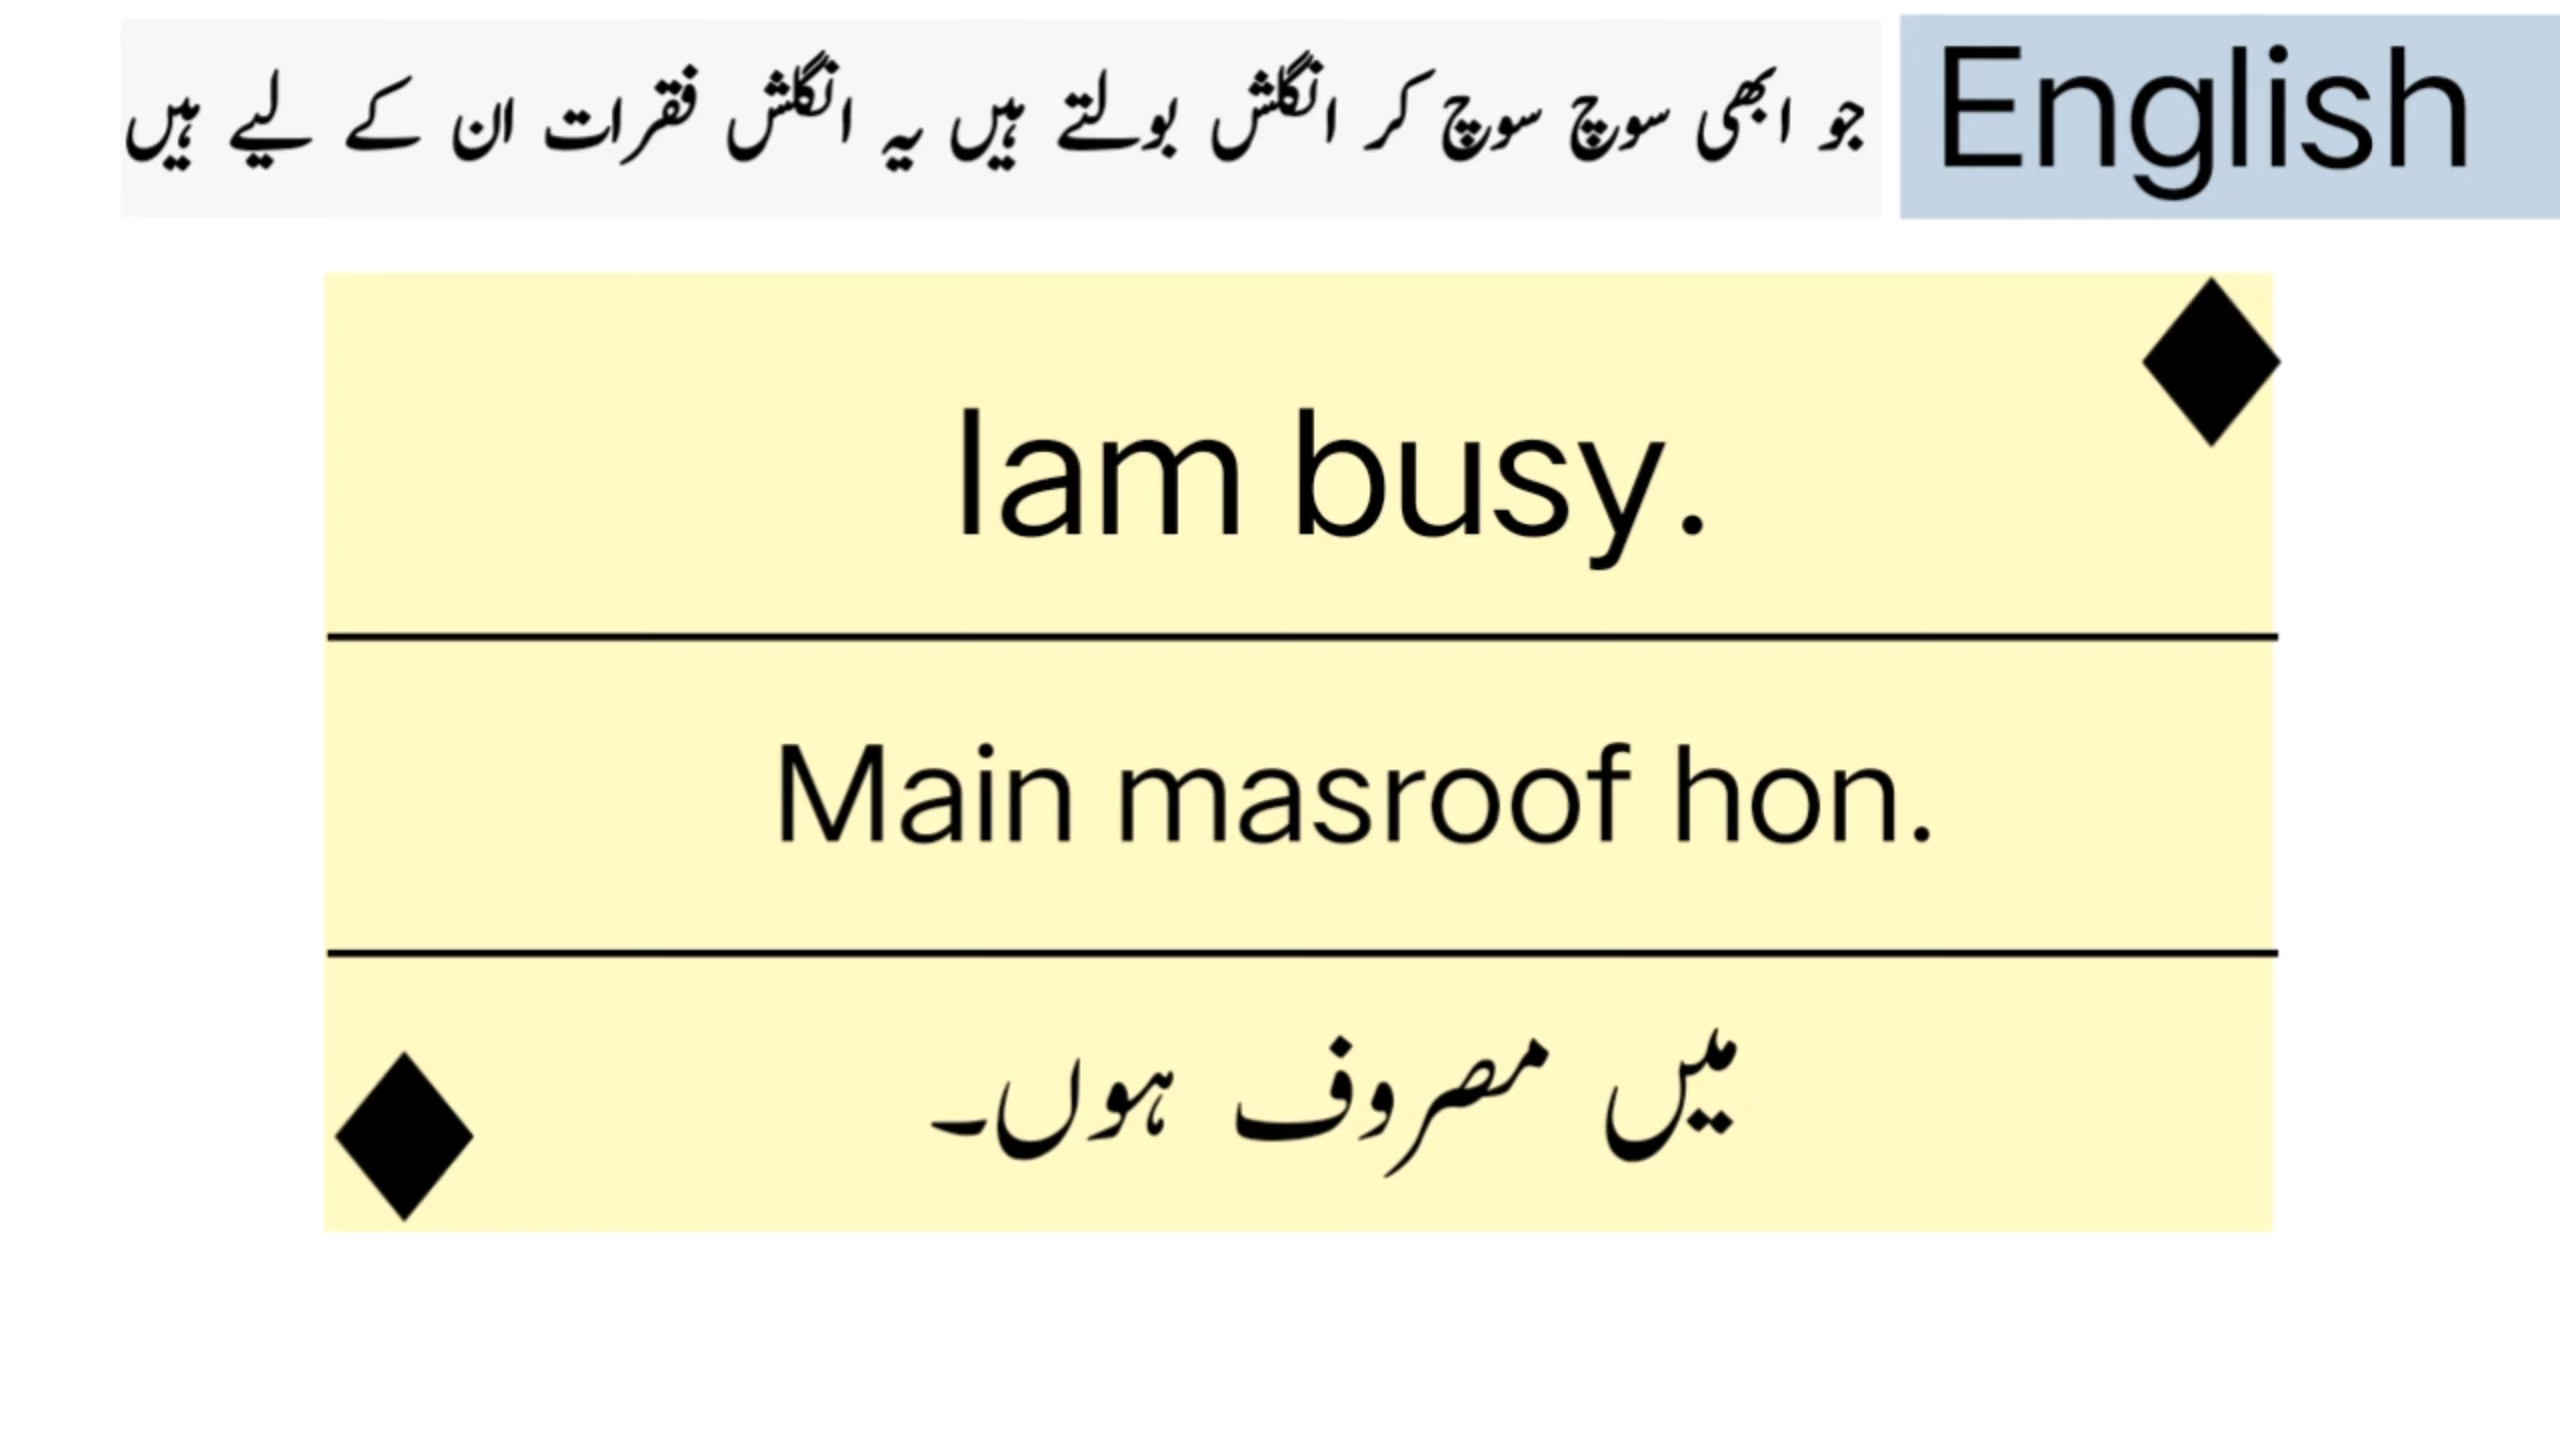 English
جو ابھی سوچ سوچ کر انگلش بولتے ہیں یہ انگلش فقرات ان کے لیے ہیں
Iam busy.
Main masroof hon.
میں مصروف ہوں۔